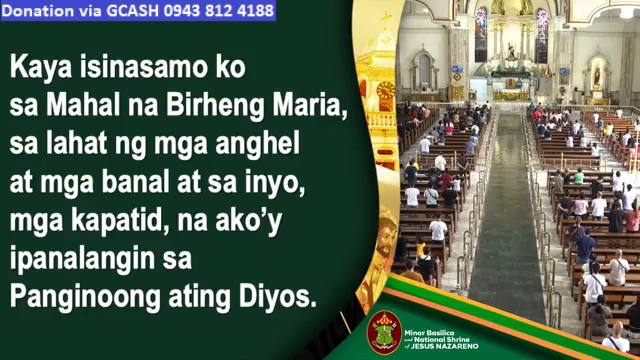 Donation via GCASH 0943 812 4188
Kaya isinasamo ko
sa Mahal na Birheng Maria,
sa lahat ng mga anghel
at mga banal at sa inyo,
mga kapatid, na ako'y
ipanalangin sa
Panginoong ating Diyos.
Minor Basilica
and National Shrine
of JESUS NAZARENO